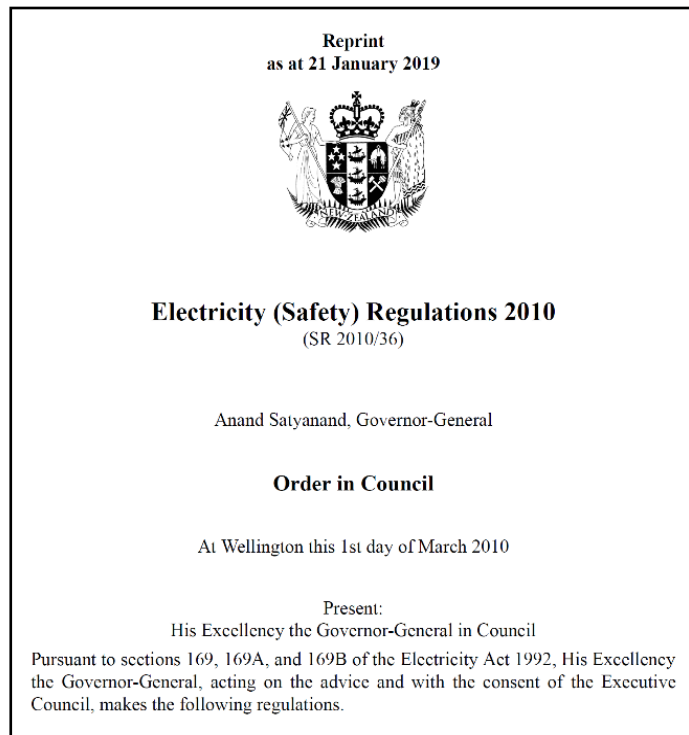 Reprint
as at 21 January 2019
NEW ZEALAND
Electricity (Safety) Regulations 2010
(SR 2010/36)
Anand Satyanand, Governor-General
Order in Council
At Wellington this 1st day of March 2010
Present:
His Excellency the Governor-General in Council
Pursuant to sections 169, 169A, and 169B of the Electricity Act 1992, His Excellency
the Governor-General, acting on the advice and with the consent of the Executive
Council, makes the following regulations.